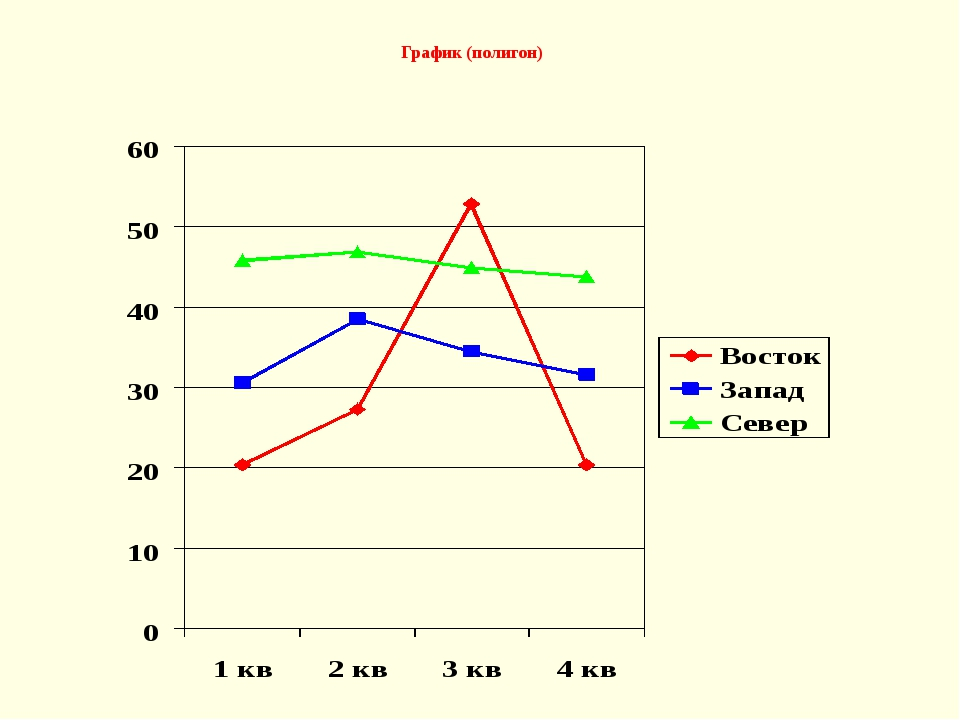 График (полигон)
60
50
40
30
20
10
0
1 кв 2 кв 3 кв 4 кв
Восток
Запад
Север